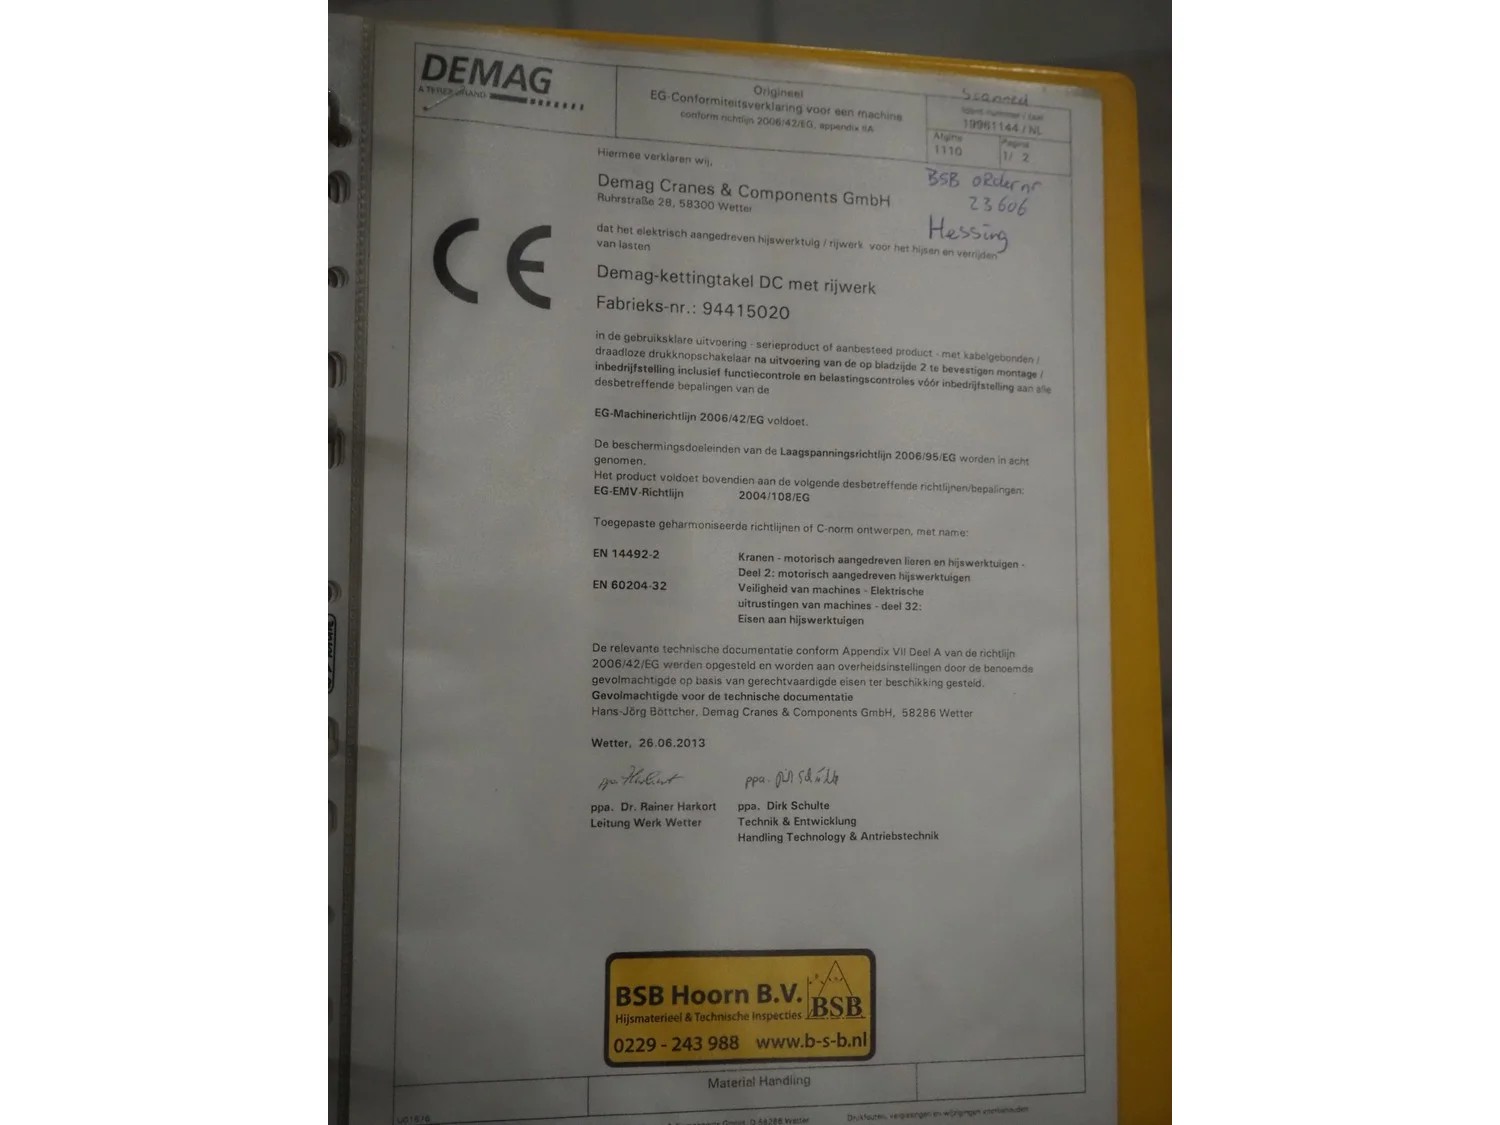 DEMAG
A TEREX BRAND
Origineel
EG-Conformiteitsverklaring voor een machine
conform richtlijn 2006/42/EG, appendix IIA
Scanned
19961144 / NL
Afgifte
1110
Pagina
1/ 2
BSB order nr
23606
Hessing
Hiermee verklaren wij,
Demag Cranes & Components GmbH
Ruhrstraße 28, 58300 Wetter
dat het elektrisch aangedreven hijswerktuig / rijwerk voor het hijsen en verrijden
van lasten
CE
Demag-kettingtakel DC met rijwerk
Fabrieks-nr.: 94415020
in de gebruiksklare uitvoering - serieproduct of aanbesteed product - met kabelgebonden /
draadloze drukknopschakelaar na uitvoering van de op bladzijde 2 te bevestigen montage /
inbedrijfstelling inclusief functiecontrole en belastingscontroles vóór inbedrijfstelling aan alle
desbetreffende bepalingen van de
EG-Machinerichtlijn 2006/42/EG voldoet.
De beschermingsdoeleinden van de Laagspanningsrichtlijn 2006/95/EG worden in acht
genomen.
Het product voldoet bovendien aan de volgende desbetreffende richtlijnen/bepalingen:
EG-EMV-Richtlijn 2004/108/EG
Toegepaste geharmoniseerde richtlijnen of C-norm ontwerpen, met name:
EN 14492-2 Kranen - motorisch aangedreven lieren en hijswerktuigen -
Deel 2: motorisch aangedreven hijswerktuigen
EN 60204-32 Veiligheid van machines - Elektrische
uitrustingen van machines - deel 32:
Eisen aan hijswerktuigen
De relevante technische documentatie conform Appendix VII Deel A van de richtlijn
2006/42/EG werden opgesteld en worden aan overheidsinstellingen door de benoemde
gevolmachtigde op basis van gerechtvaardigde eisen ter beschikking gesteld.
Gevolmachtigde voor de technische documentatie
Hans-Jörg Böttcher, Demag Cranes & Components GmbH, 58286 Wetter
Wetter, 26.06.2013
ppa. Dr. Rainer Harkort
Leitung Werk Wetter
ppa. Dirk Schulte
Technik & Entwicklung
Handling Technology & Antriebstechnik
BSB Hoorn B.V.
Hijsmaterieel & Technische Inspecties
BSB
0229 - 243 988 www.b-s-b.nl
Material Handling
Drukfouten, vergissingen en wijzigingen voorbehouden